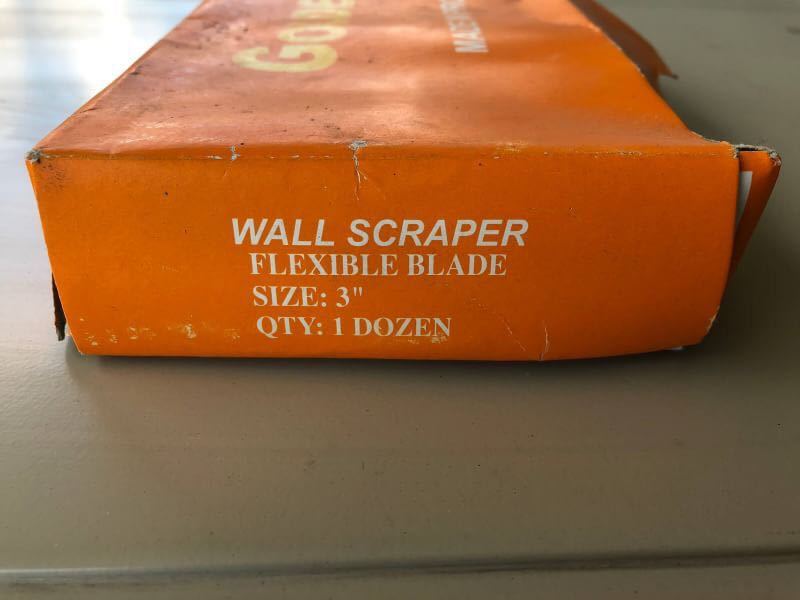 WALL SCRAPER
FLEXIBLE BLADE
SIZE: 3"
QTY: 1 DOZEN